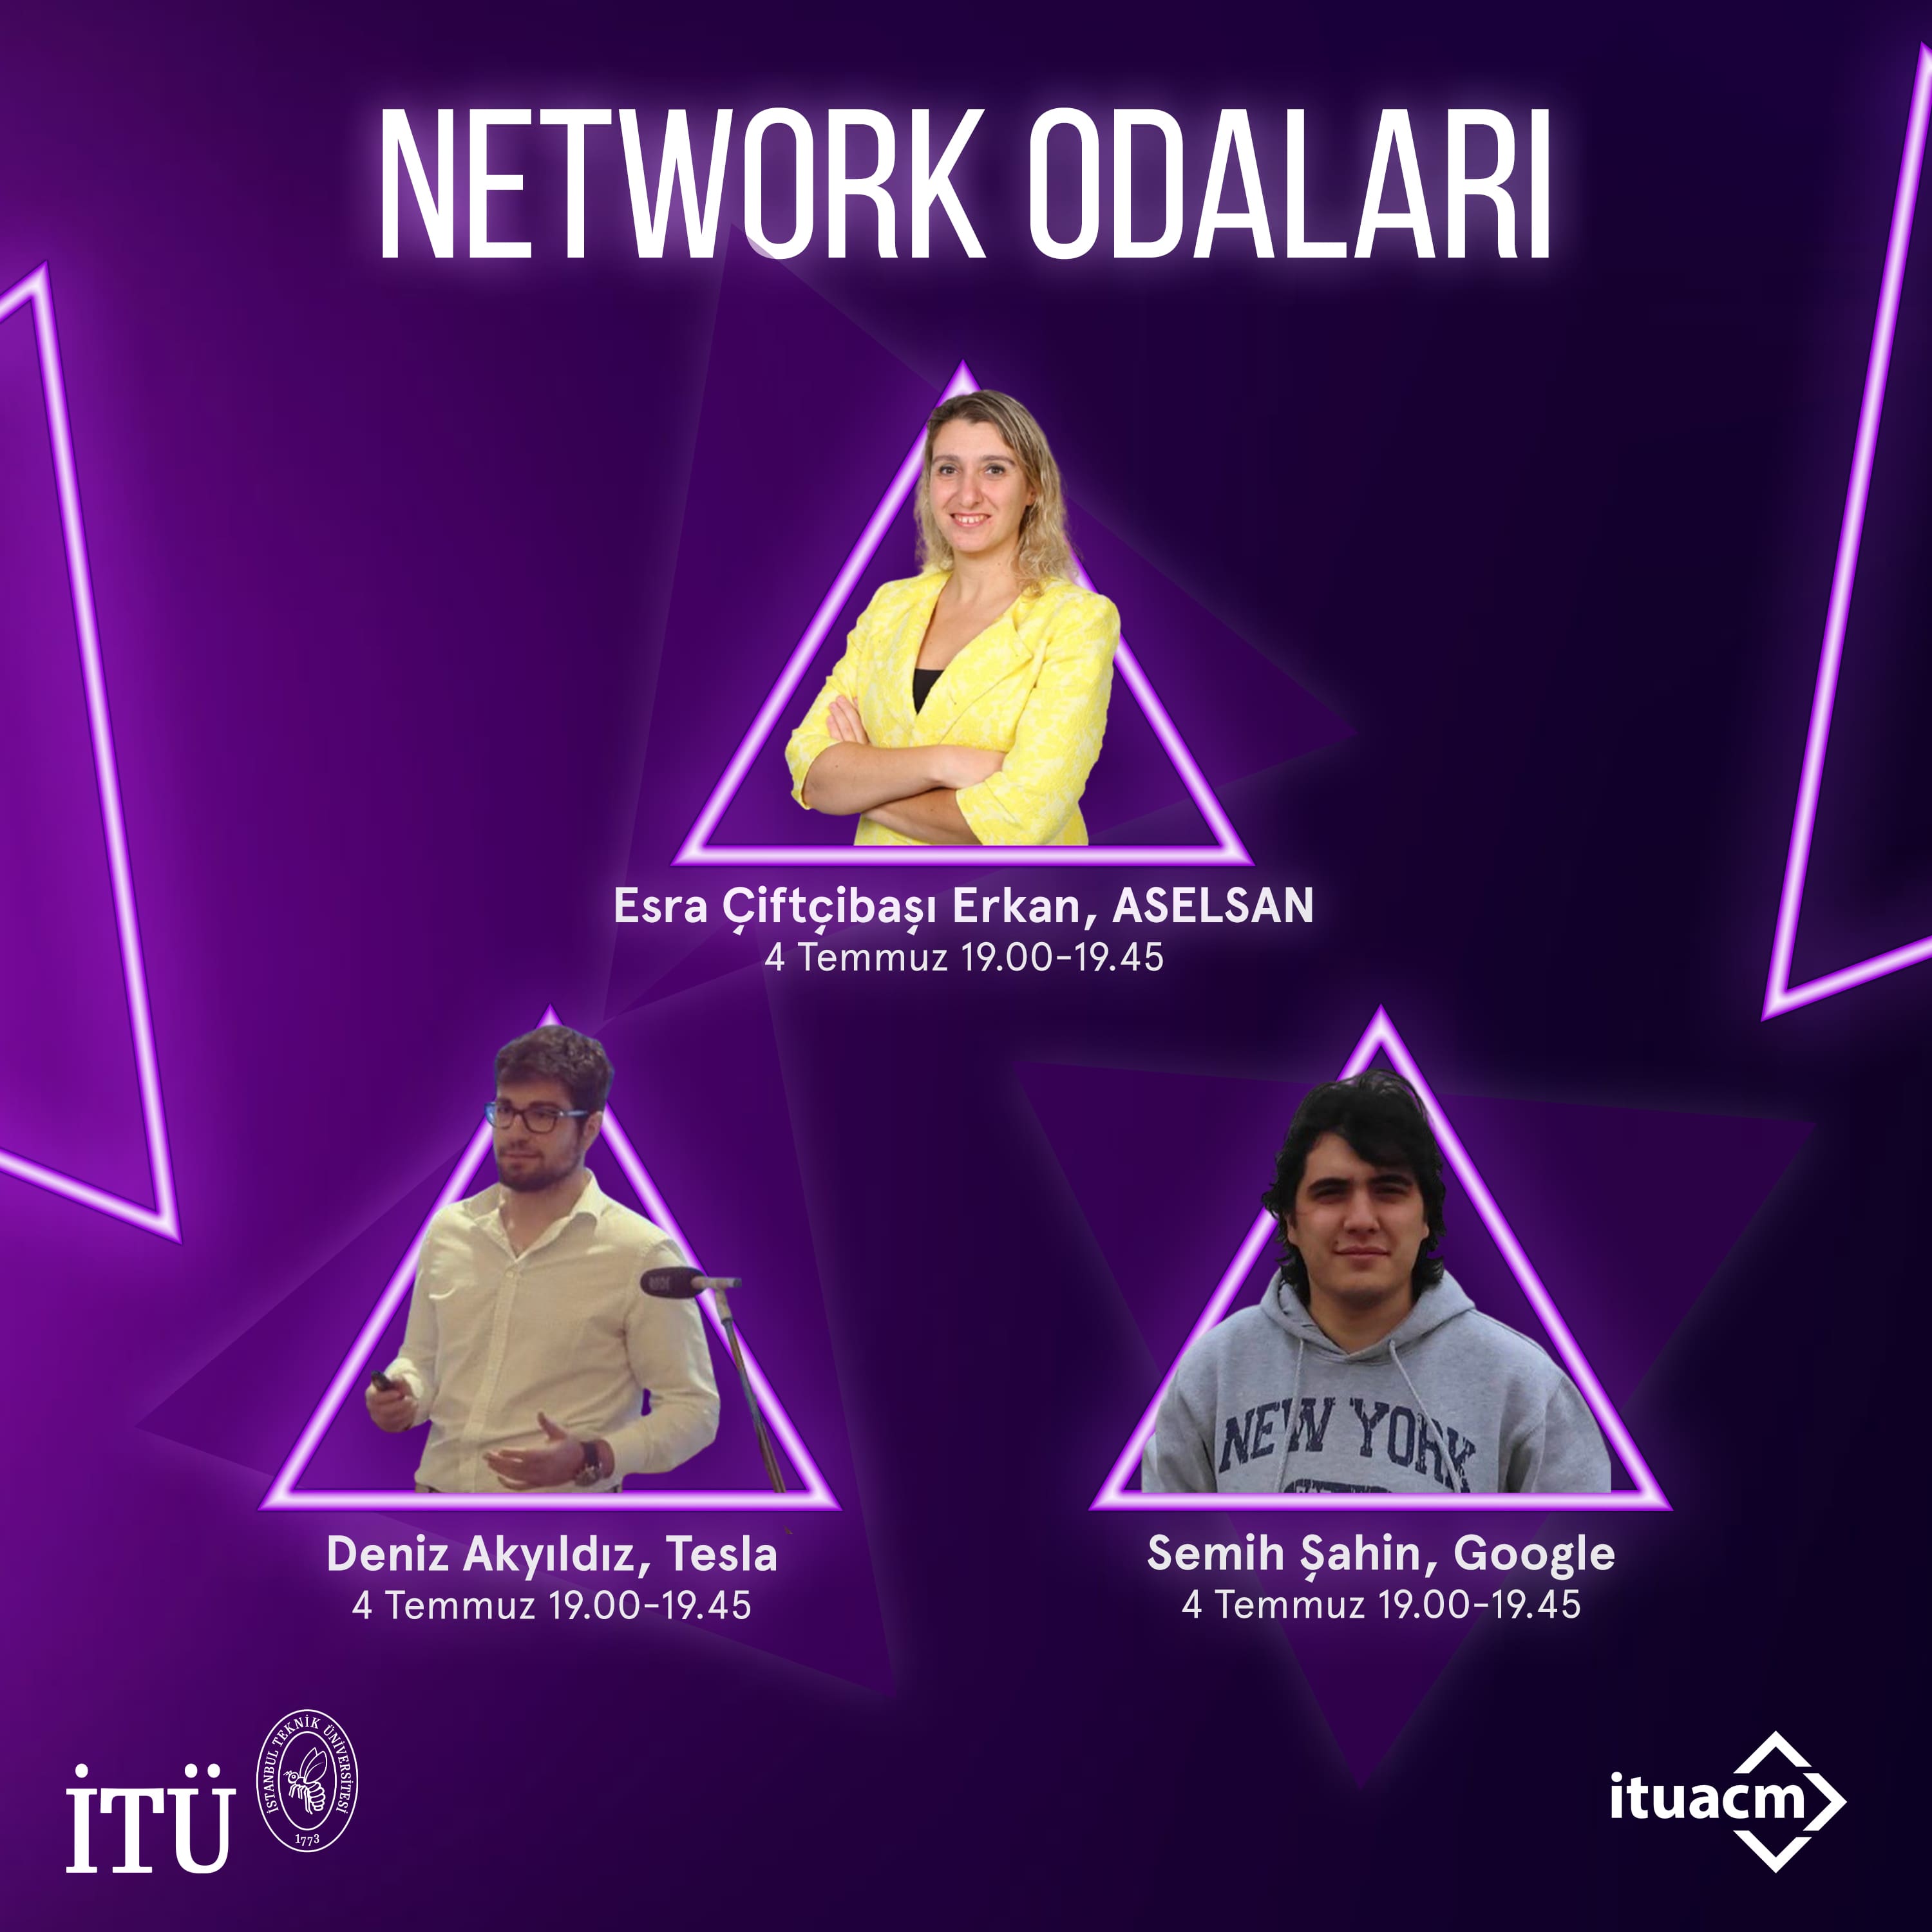 NETWORK ODALARI
Esra Çiftçibaşı Erkan, ASELSAN
4 Temmuz 19.00-19.45
Deniz Akyıldız, Tesla
4 Temmuz 19.00-19.45
NEW YORK
Semih Şahin, Google
4 Temmuz 19.00-19.45
İTÜ
İSTANBUL TEKNİK ÜNİVERSİTESİ
1773
ituacm